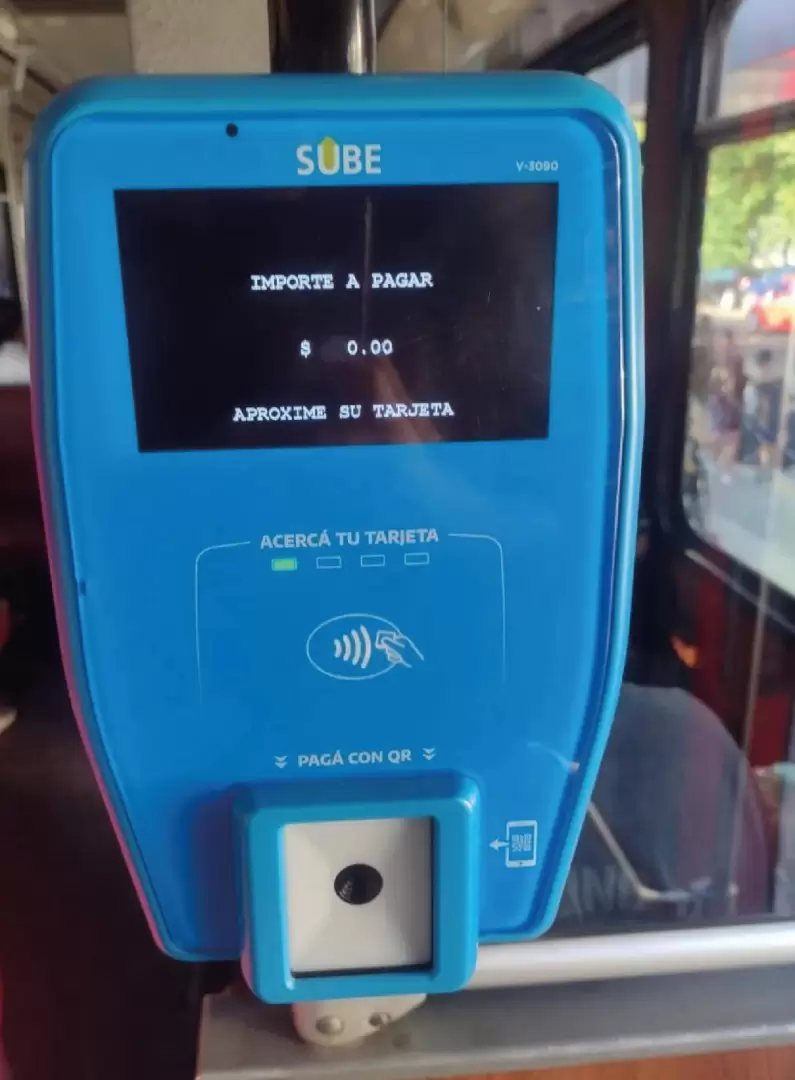 SUBE
V-3090
IMPORTE A PAGAR
$ 0.00
APROXIME SU TARJETA
ACERCÁ TU TARJETA
PAGÁ CON QR